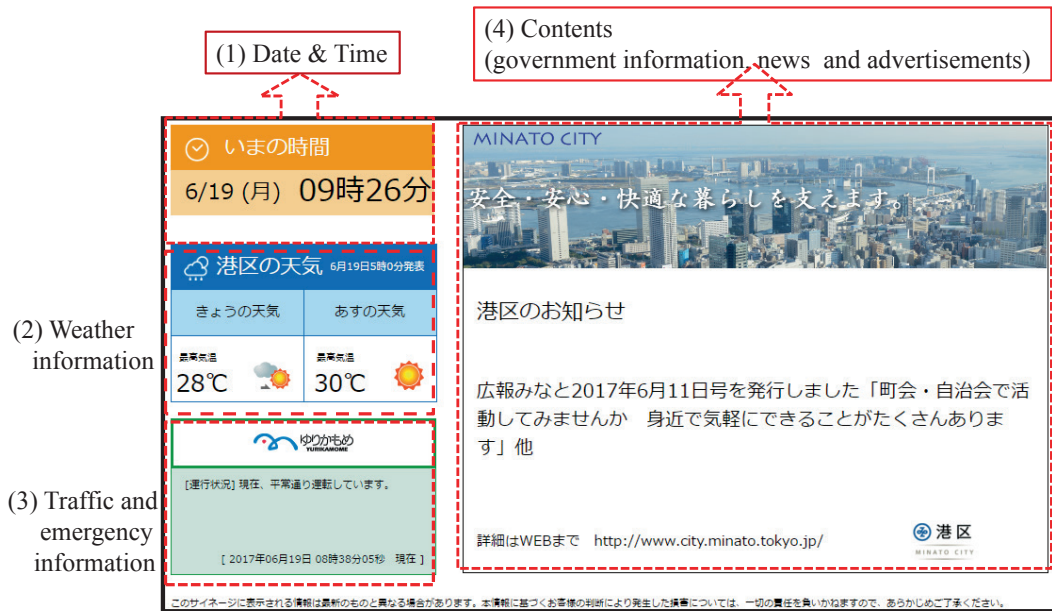 (1) Date & Time
(4) Contents
(government information, news and advertisements)
いまの時間
6/19 (月) 09時26分
(2) Weather
information
港区の天気 6月19日5時0分発表
きょうの天気 あすの天気
最高気温 最高気温
28℃ 30℃
(3) Traffic and
emergency
information
ゆりかもめ
YURIKAMOME
[運行状況] 現在、平常通り運転しています。
[ 2017年06月19日 08時38分05秒 現在 ]
MINATO CITY
安全・安心・快適な暮らしを支えます。
港区のお知らせ
広報みなと2017年6月11日号を発行しました「町会・自治会で活
動してみませんか 身近で気軽にできることがたくさんありま
す」他
詳細はWEBまで http://www.city.minato.tokyo.jp/
港区
MINATO CITY
このサイネージに表示される情報は最新のものと異なる場合があります。本情報に基づくお客様の判断により発生した損害については、一切の責任を負いかねますので、あらかじめご了承ください。